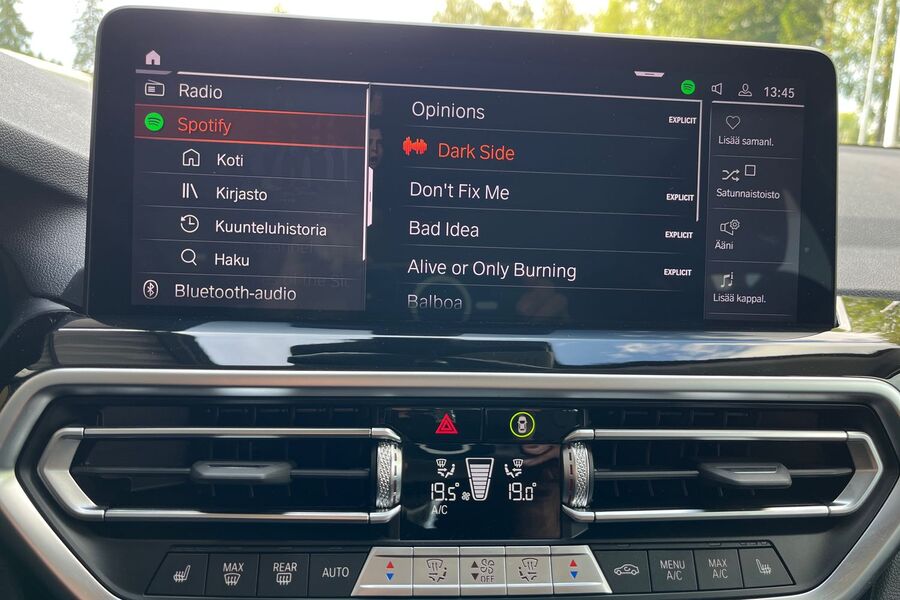 13:45
Radio
Spotify
Koti
Kirjasto
Kuunteluhistoria
Haku
Bluetooth-audio
Opinions EXPLICIT
Dark Side
Don't Fix Me EXPLICIT
Bad Idea EXPLICIT
Alive or Only Burning EXPLICIT
Balboa
Lisää samanl.
Satunnaistoisto
Ääni
Lisää kappal.
19.5° 19.0°
A/C
MAX
REAR
AUTO
OFF
MENU
A/C
MAX
A/C